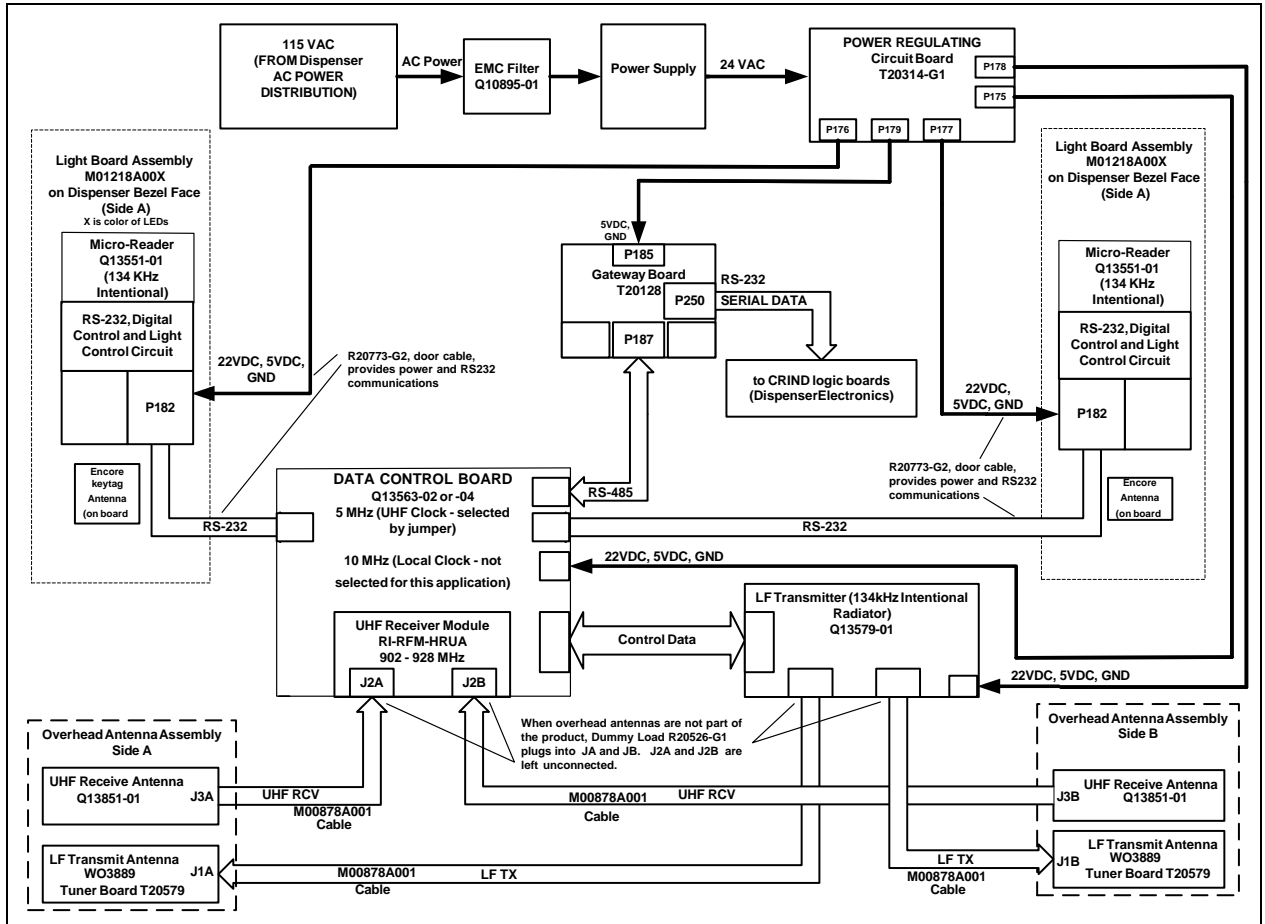 115 VAC
(FROM Dispenser
AC POWER
DISTRIBUTION)
AC Power
EMC Filter
Q10895-01
Power Supply
24 VAC
POWER REGULATING
Circuit Board
T20314-G1
P178
P175
P176
P179
P177
Light Board Assembly
M01218A00X
on Dispenser Bezel Face
(Side A)
X is color of LEDs
Micro-Reader
Q13551-01
(134 KHz
Intentional)
RS-232, Digital
Control and Light
Control Circuit
P182
22VDC, 5VDC,
GND
R20773-G2, door cable,
provides power and RS232
communications
Encore
keytag
Antenna
(on board
RS-232
5VDC,
GND
P185
Gateway Board
T20128
P250
P187
RS-232
SERIAL DATA
to CRIND logic boards
(DispenserElectronics)
Light Board Assembly
M01218A00X
on Dispenser Bezel Face
(Side A)
Micro-Reader
Q13551-01
(134 KHz
Intentional)
RS-232, Digital
Control and Light
Control Circuit
P182
22VDC,
5VDC, GND
R20773-G2, door cable,
provides power and RS232
communications
Encore
Antenna
(on board
DATA CONTROL BOARD
Q13563-02 or -04
5 MHz (UHF Clock - selected
by jumper)
10 MHz (Local Clock - not
selected for this application)
RS-485
RS-232
22VDC, 5VDC, GND
UHF Receiver Module
RI-RFM-HRUA
902 - 928 MHz
J2A
J2B
Control Data
LF Transmitter (134kHz Intentional
Radiator)
Q13579-01
22VDC, 5VDC, GND
When overhead antennas are not part of
the product, Dummy Load R20526-G1
plugs into JA and JB. J2A and J2B are
left unconnected.
Overhead Antenna Assembly
Side A
UHF Receive Antenna
Q13851-01
J3A
UHF RCV
M00878A001
Cable
LF Transmit Antenna
WO3889
Tuner Board T20579
J1A
M00878A001
Cable
LF TX
M00878A001
Cable
UHF RCV
LF TX
M00878A001
Cable
Overhead Antenna Assembly
Side B
J3B
UHF Receive Antenna
Q13851-01
J1B
LF Transmit Antenna
WO3889
Tuner Board T20579